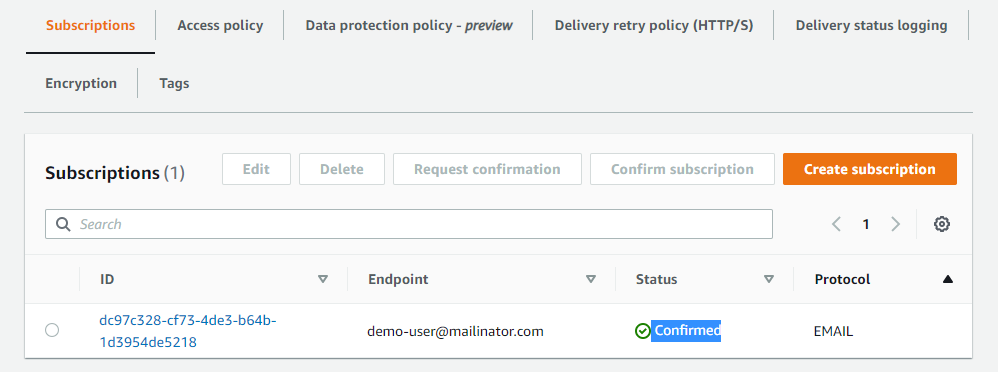 Subscriptions Access policy Data protection policy - preview Delivery retry policy (HTTP/S) Delivery status logging
Encryption Tags
Subscriptions (1) Edit Delete Request confirmation Confirm subscription Create subscription
Search 1
ID Endpoint Status Protocol
dc97c328-cf73-4de3-b64b-
1d3954de5218 demo-user@mailinator.com Confirmed EMAIL